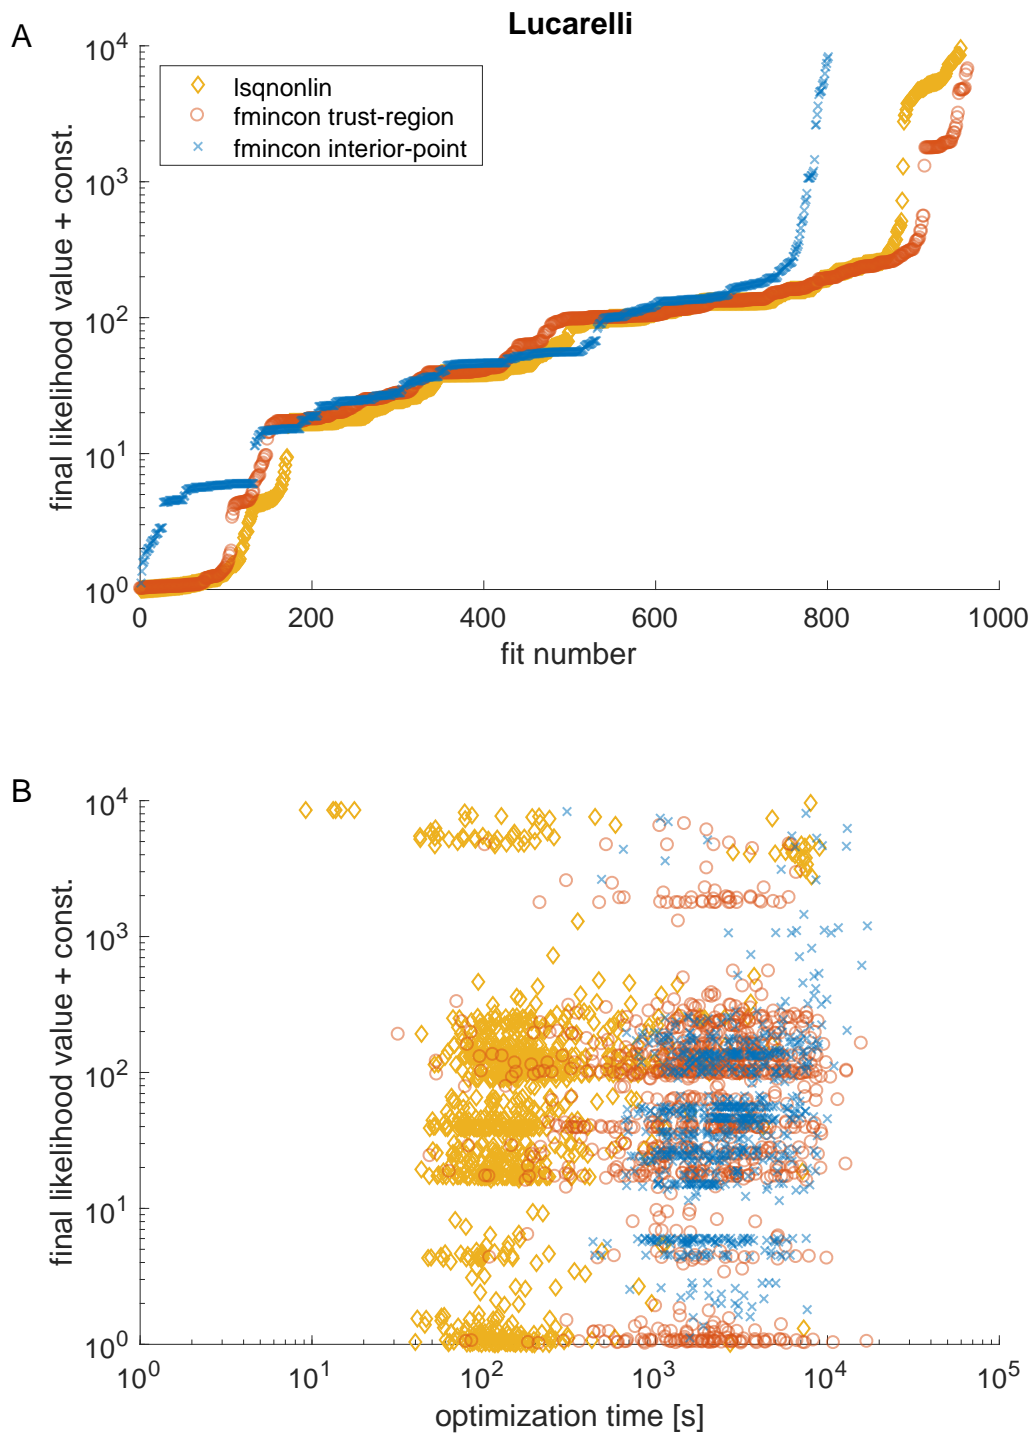 A
Lucarelli
10^4
10^3
10^2
10^1
10^0
final likelihood value + const.
lsqnonlin
fmincon trust-region
fmincon interior-point
0 200 400 600 800 1000
fit number
B
10^4
10^3
10^2
10^1
10^0
final likelihood value + const.
10^0 10^1 10^2 10^3 10^4 10^5
optimization time [s]